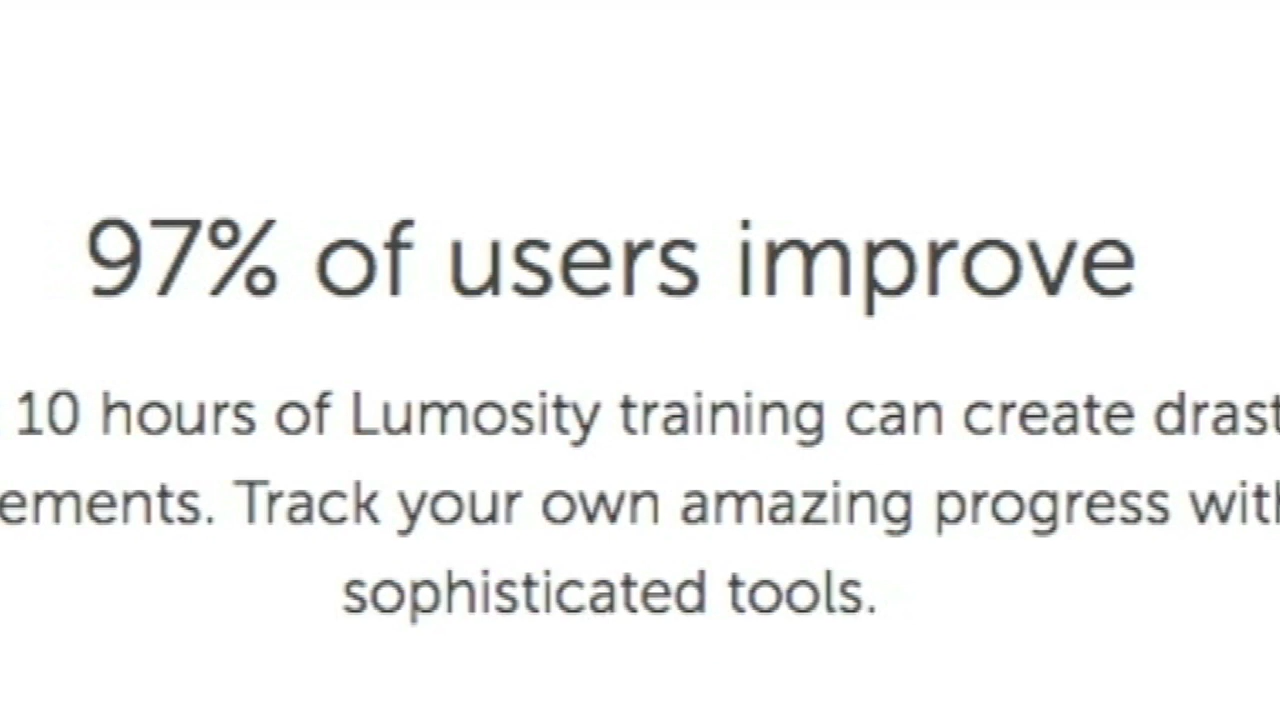 97% of users improve
10 hours of Lumosity training can create drast
ements. Track your own amazing progress with
sophisticated tools.